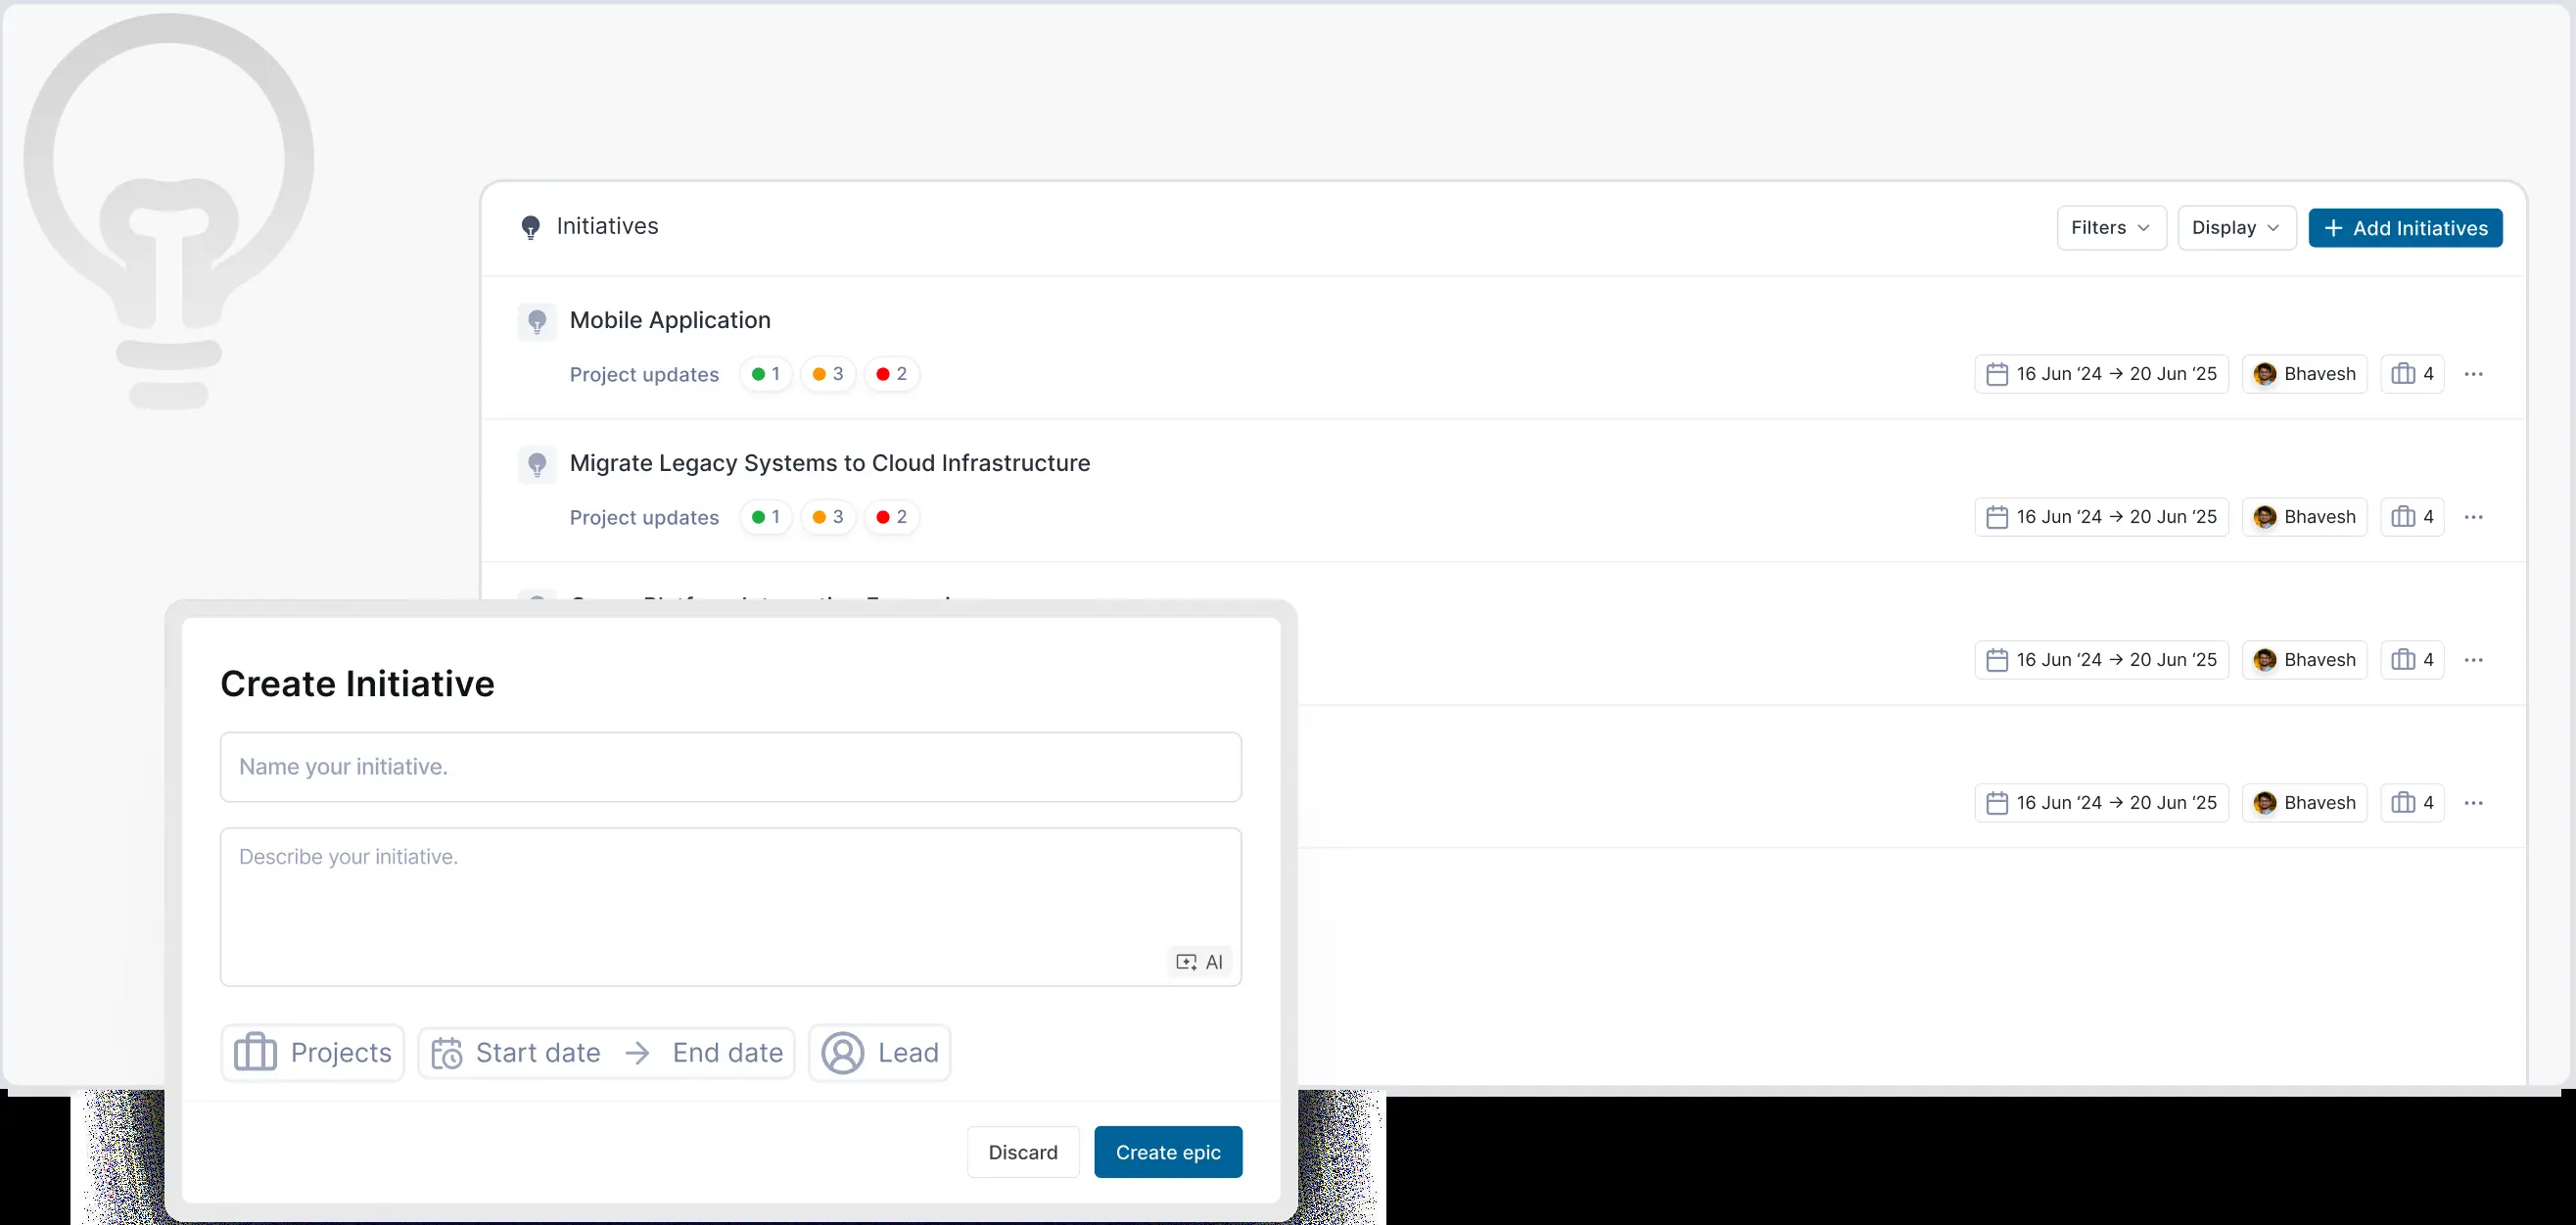 Initiatives
Filters
Display
Add Initiatives
Mobile Application
Project updates 1 3 2
16 Jun ‘24 → 20 Jun ‘25 Bhavesh 4
Migrate Legacy Systems to Cloud Infrastructure
Project updates 1 3 2
16 Jun ‘24 → 20 Jun ‘25 Bhavesh 4
16 Jun ‘24 → 20 Jun ‘25 Bhavesh 4
16 Jun ‘24 → 20 Jun ‘25 Bhavesh 4
Create Initiative
Name your initiative.
Describe your initiative.
AI
Projects
Start date → End date
Lead
Discard
Create epic